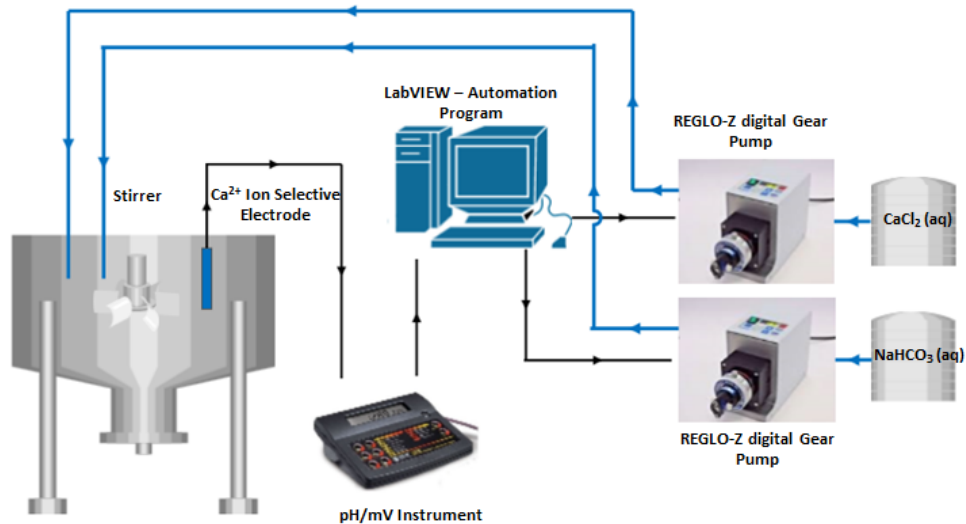 LabVIEW – Automation
Program
REGLO-Z digital Gear
Pump
Stirrer
Ca²⁺ Ion Selective
Electrode
CaCl₂ (aq)
NaHCO₃ (aq)
REGLO-Z digital Gear
Pump
pH/mV Instrument